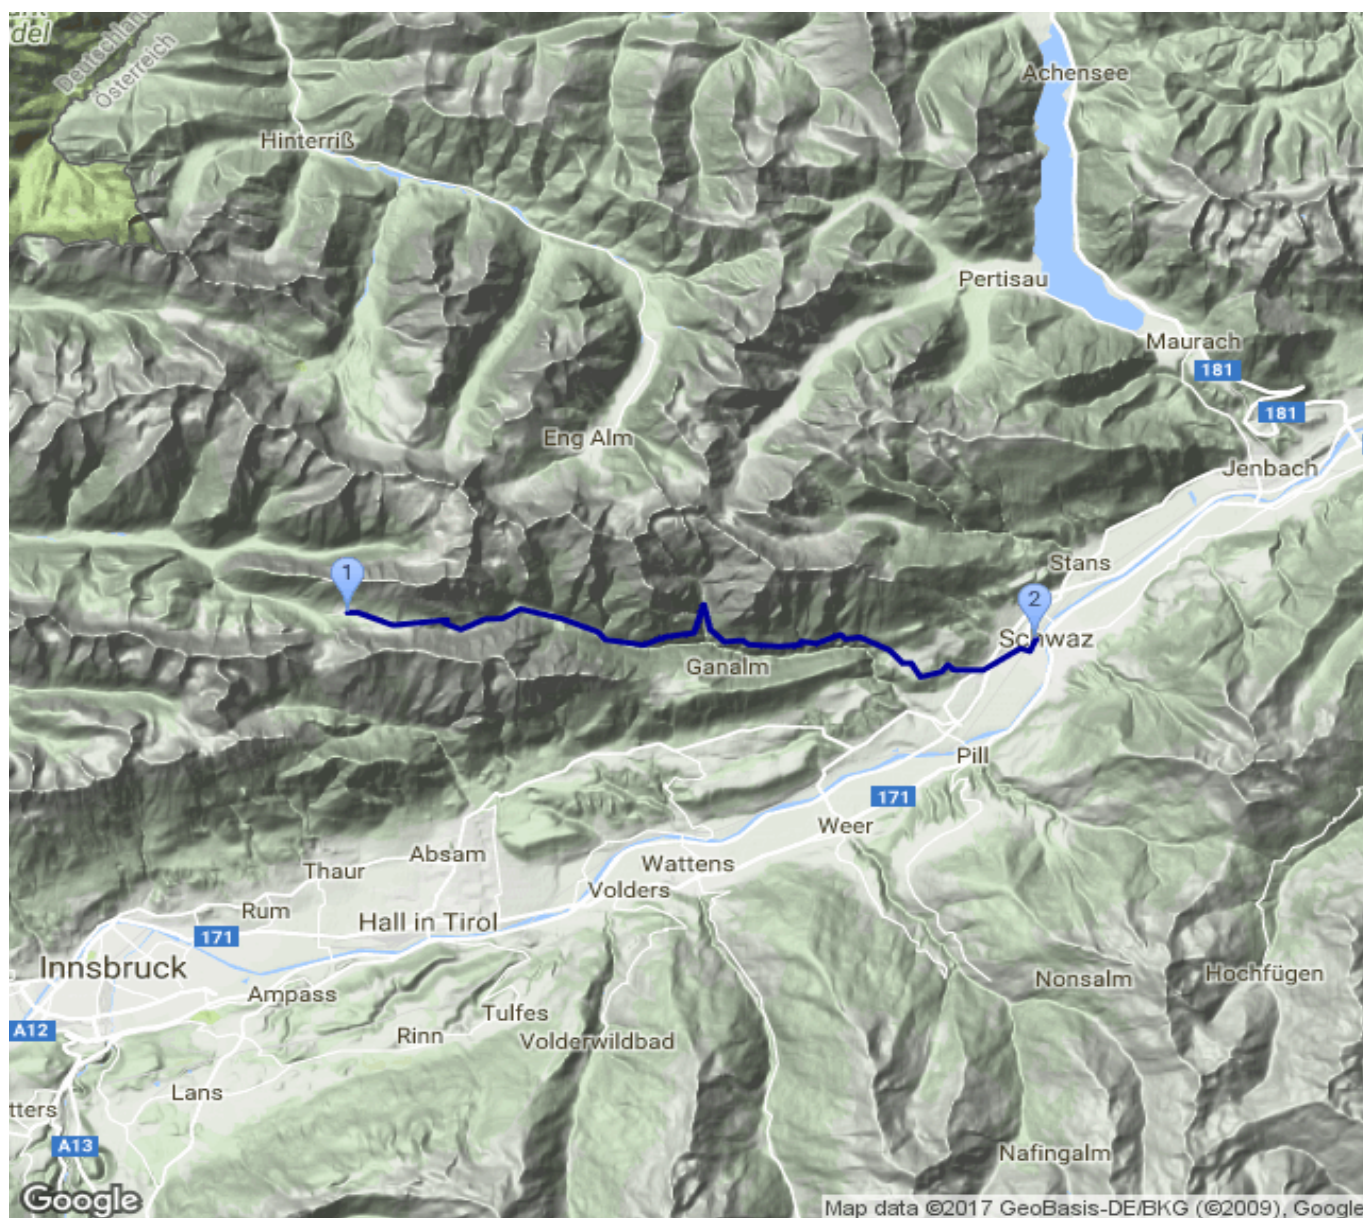 del
Deutschland
Österreich
Achensee
Hinterriß
Pertisau
Maurach
181
181
Eng Alm
Jenbach
Stans
1
2
Schwaz
Ganalm
Pill
171
Weer
Absam
Thaur
Wattens
Volders
Rum
Hall in Tirol
171
Innsbruck
Nonsalm
Hochfügen
Ampass
Tulfes
A12
Rinn
Volderwildbad
Lans
tters
A13
Nafingalm
Google
Map data ©2017 GeoBasis-DE/BKG (©2009), Google